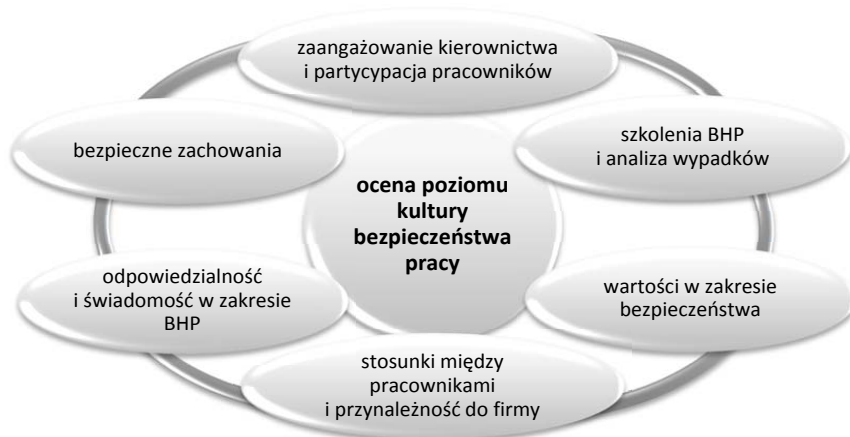 zaangażowanie kierownictwa
i partycypacja pracowników
szkolenia BHP
i analiza wypadków
wartości w zakresie
bezpieczeństwa
stosunki między
pracownikami
i przynależność do firmy
odpowiedzialność
i świadomość w zakresie
BHP
bezpieczne zachowania
ocena poziomu
kultury
bezpieczeństwa
pracy